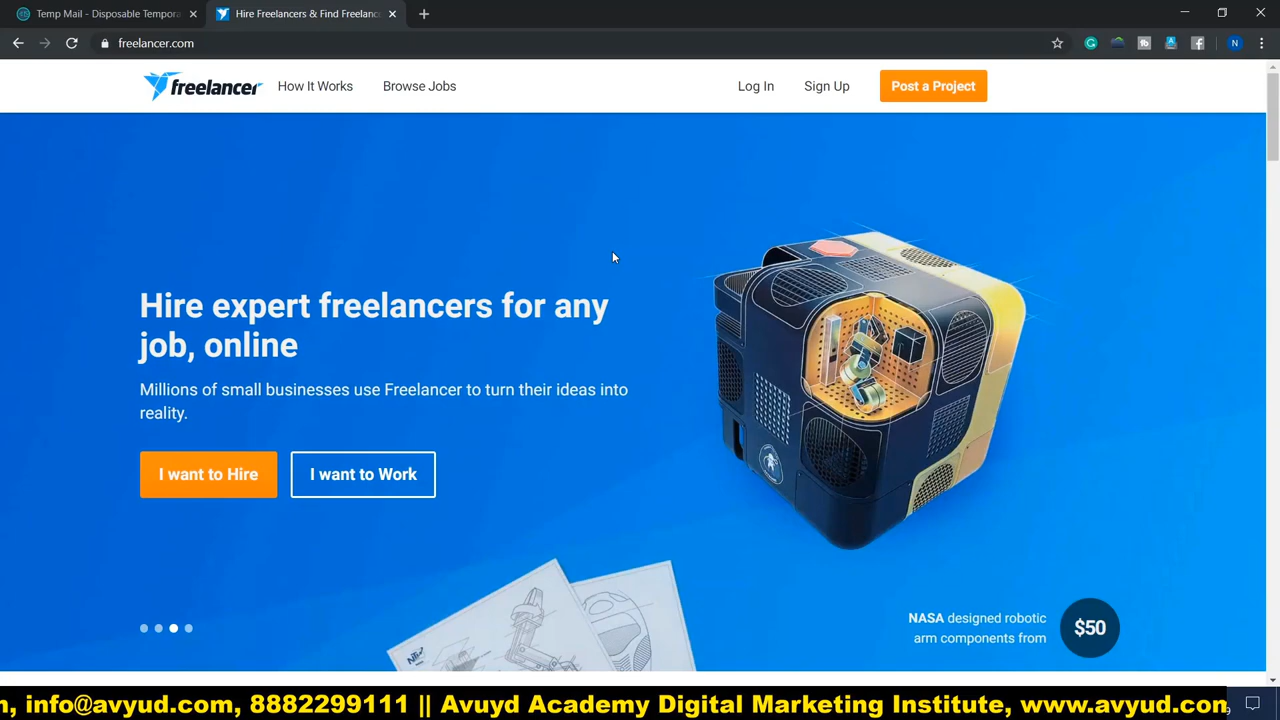 Temp Mail - Disposable Tempora
Hire Freelancers & Find Freelanc
freelancer.com
N
freelancer
How It Works
Browse Jobs
Log In
Sign Up
Post a Project
Hire expert freelancers for any
job, online
Millions of small businesses use Freelancer to turn their ideas into
reality.
I want to Hire
I want to Work
NASA designed robotic
arm components from
$50
, info@avyud.com, 8882299111 || Avuyd Academy Digital Marketing Institute, www.avyud.con